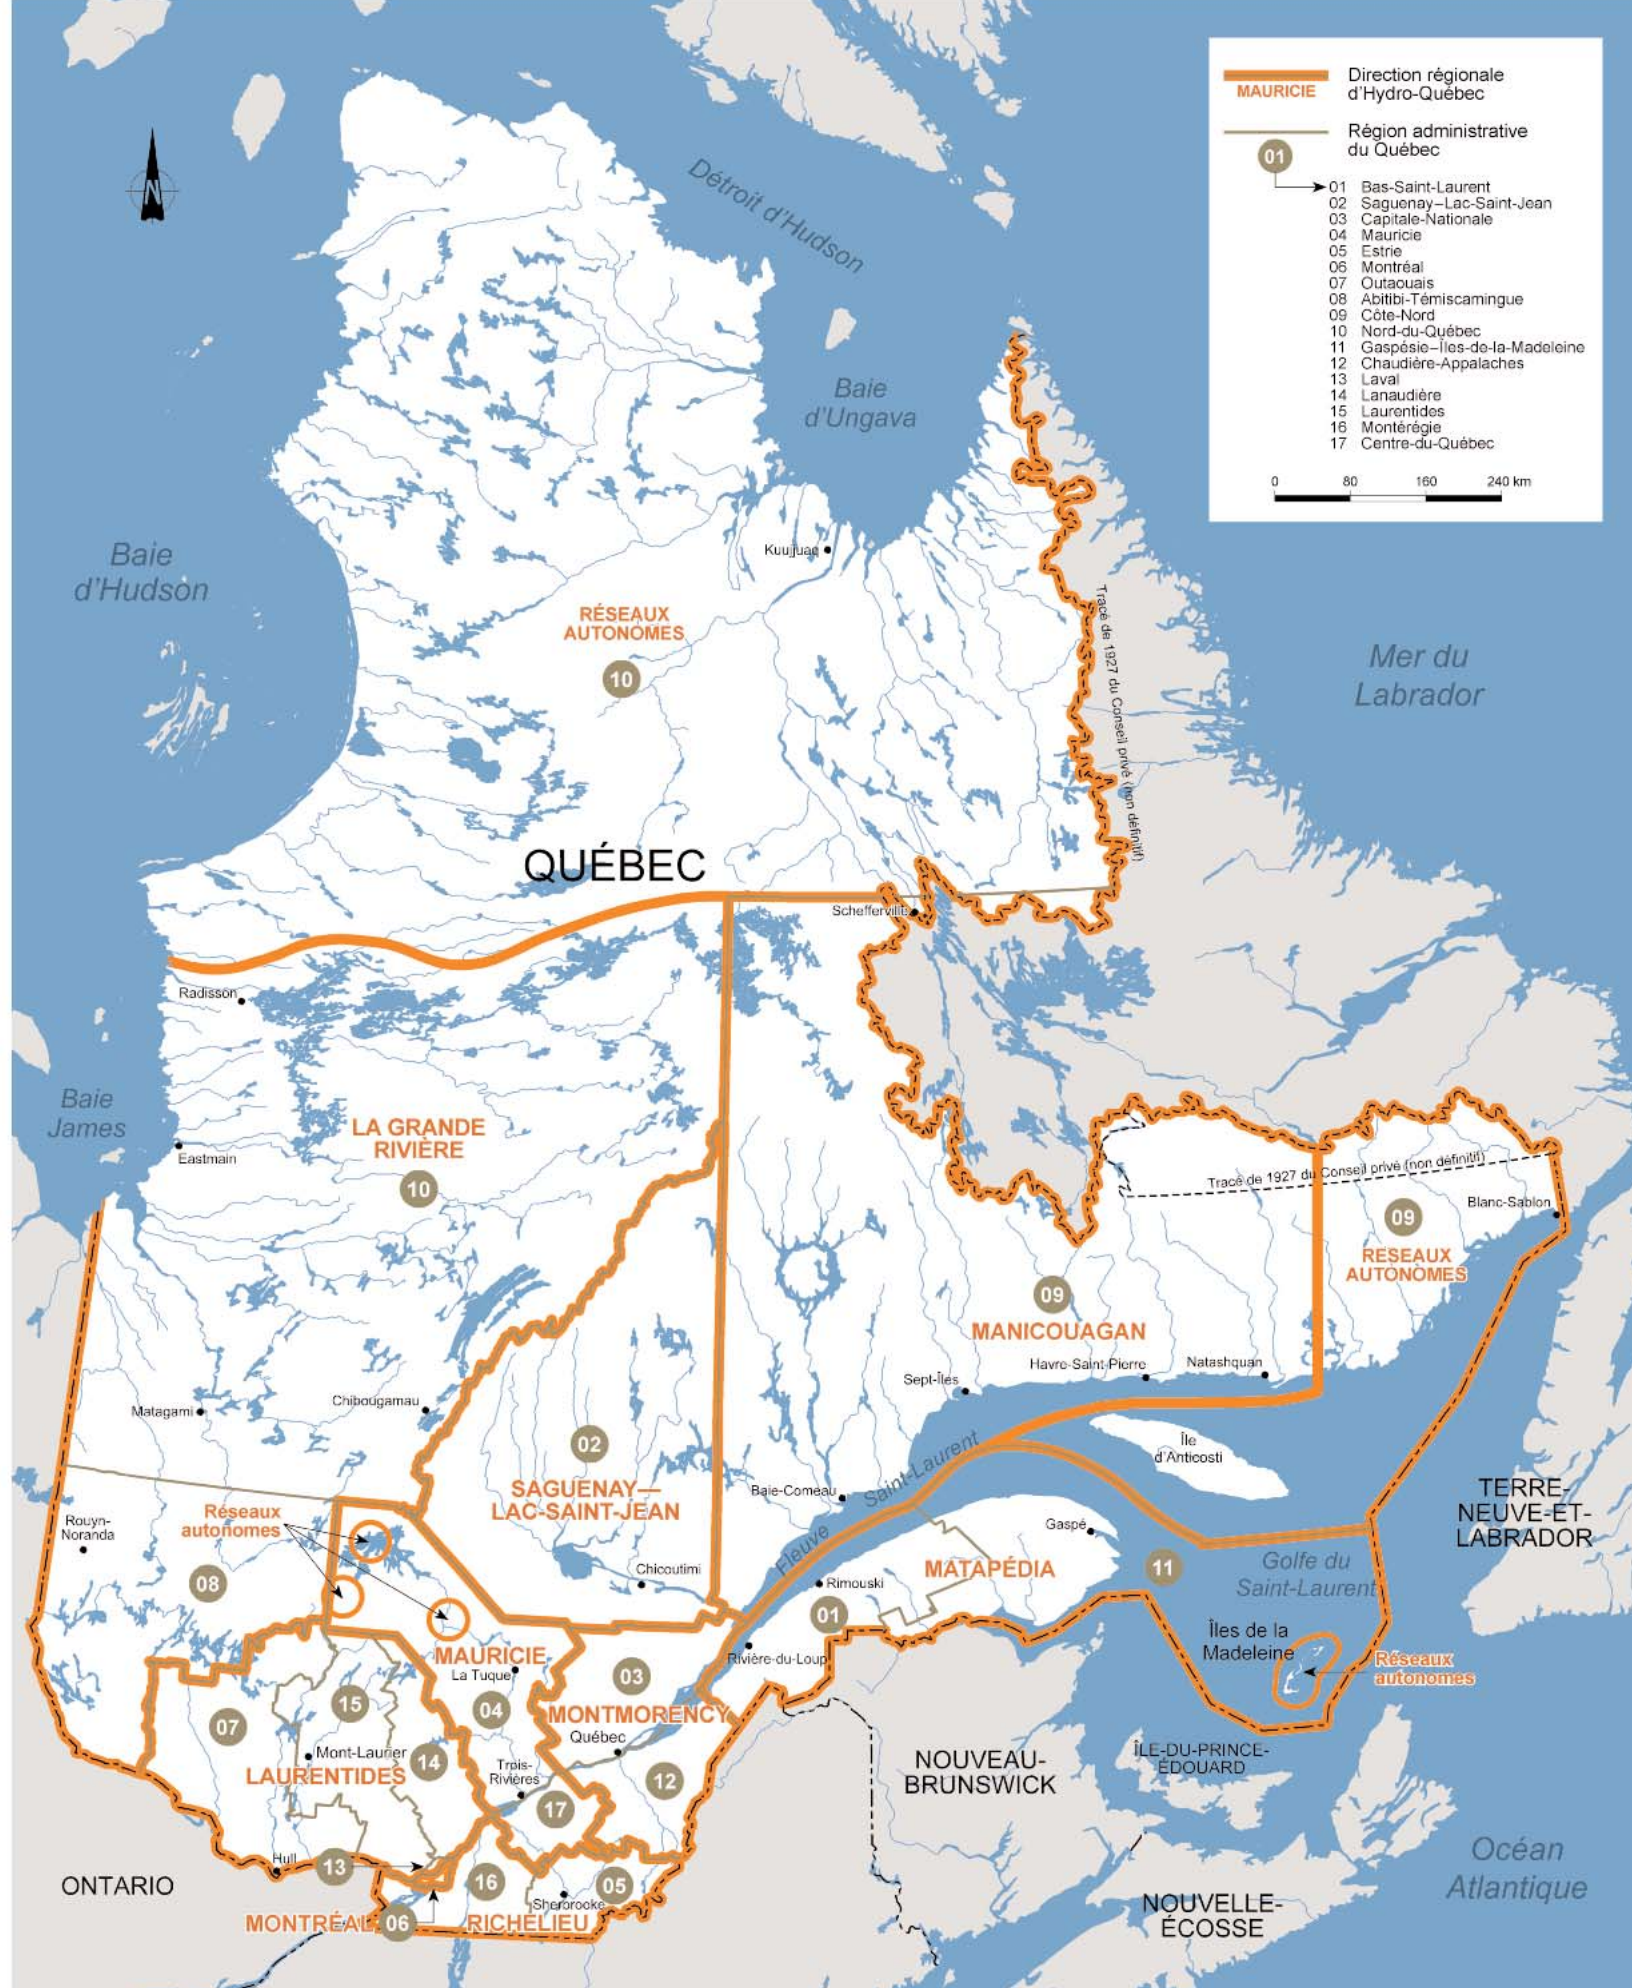 Direction régionale
d'Hydro-Québec
MAURICIE
Région administrative
du Québec
01
01 Bas-Saint-Laurent
02 Saguenay–Lac-Saint-Jean
03 Capitale-Nationale
04 Mauricie
05 Estrie
06 Montréal
07 Outaouais
08 Abitibi-Témiscamingue
09 Côte-Nord
10 Nord-du-Québec
11 Gaspésie–Îles-de-la-Madeleine
12 Chaudière-Appalaches
13 Laval
14 Lanaudière
15 Laurentides
16 Montérégie
17 Centre-du-Québec
0 80 160 240 km
N
Détroit d'Hudson
Baie
d'Ungava
Baie
d'Hudson
Kuujjuaq
RÉSEAUX
AUTONOMES
10
Tracé de 1927 du Conseil privé (non définitif)
Mer du
Labrador
QUÉBEC
Schefferville
Radisson
Baie
James
Eastmain
LA GRANDE
RIVIÈRE
10
Tracé de 1927 du Conseil privé (non définitif)
Blanc-Sablon
09
RÉSEAUX
AUTONOMES
09
MANICOUAGAN
Havre-Saint-Pierre
Natashquan
Sept-Îles
Matagami
Chibougamau
02
SAGUENAY—
LAC-SAINT-JEAN
Île
d'Anticosti
Baie-Comeau
Fleuve Saint-Laurent
TERRE-
NEUVE-ET-
LABRADOR
Rouyn-
Noranda
Réseaux
autonomes
08
Chicoutimi
Gaspé
MATAPÉDIA
11
Golfe du
Saint-Laurent
Rimouski
01
Îles de la
Madeleine
Réseaux
autonomes
Rivière-du-Loup
MAURICIE
La Tuque
04
03
MONTMORENCY
Québec
07
15
Mont-Laurier
14
LAURENTIDES
Trois-
Rivières
17
12
NOUVEAU-
BRUNSWICK
ÎLE-DU-PRINCE-
ÉDOUARD
Hull
13
16
Sherbrooke
05
ONTARIO
MONTRÉAL
06
RICHELIEU
NOUVELLE-
ÉCOSSE
Océan
Atlantique